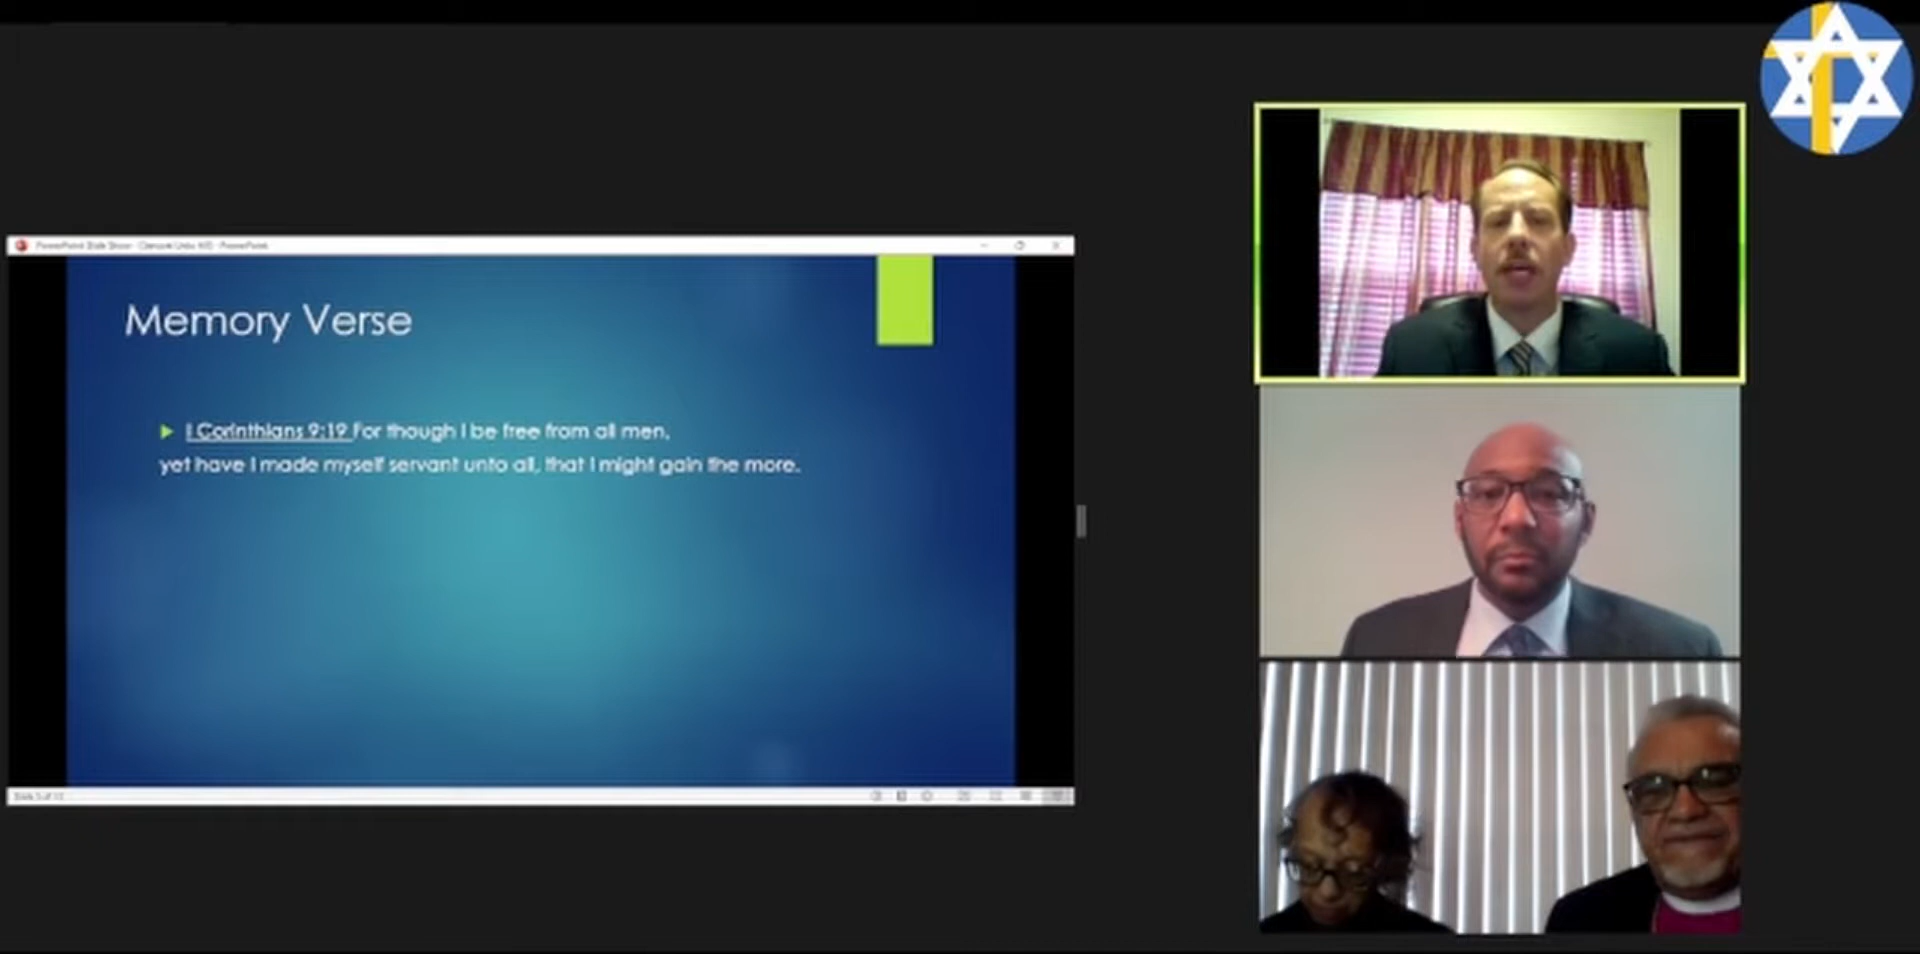 Memory Verse
I Corinthians 9:19 For though I be free from all men,
yet have I made myself servant unto all, that I might gain the more.